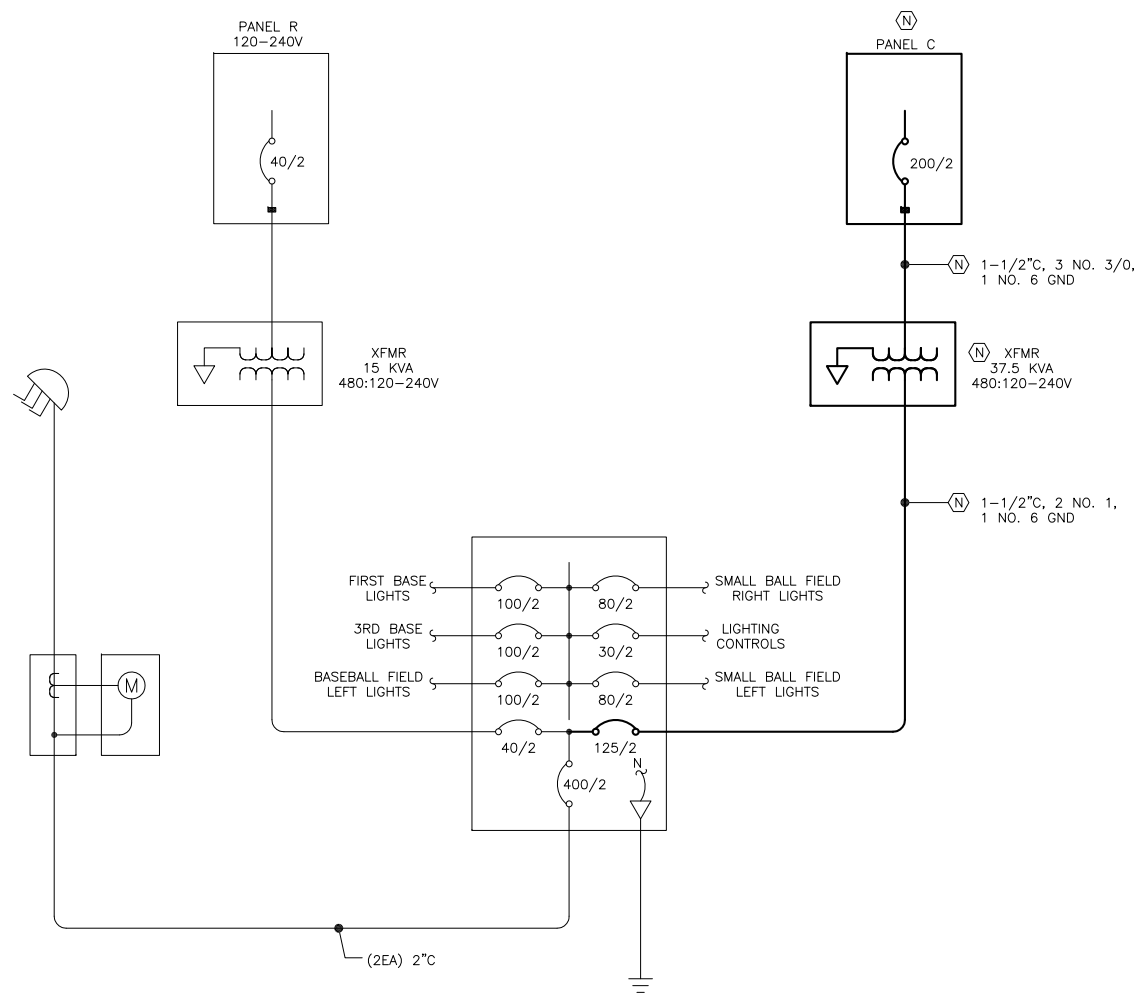 PANEL R
120-240V
N
PANEL C
40/2
200/2
N 1-1/2"C, 3 NO. 3/0,
1 NO. 6 GND
XFMR
15 KVA
480:120-240V
N XFMR
37.5 KVA
480:120-240V
N 1-1/2"C, 2 NO. 1,
1 NO. 6 GND
FIRST BASE
LIGHTS
100/2
80/2
SMALL BALL FIELD
RIGHT LIGHTS
3RD BASE
LIGHTS
100/2
30/2
LIGHTING
CONTROLS
BASEBALL FIELD
LEFT LIGHTS
100/2
80/2
SMALL BALL FIELD
LEFT LIGHTS
M
40/2
125/2
N
400/2
(2EA) 2"C